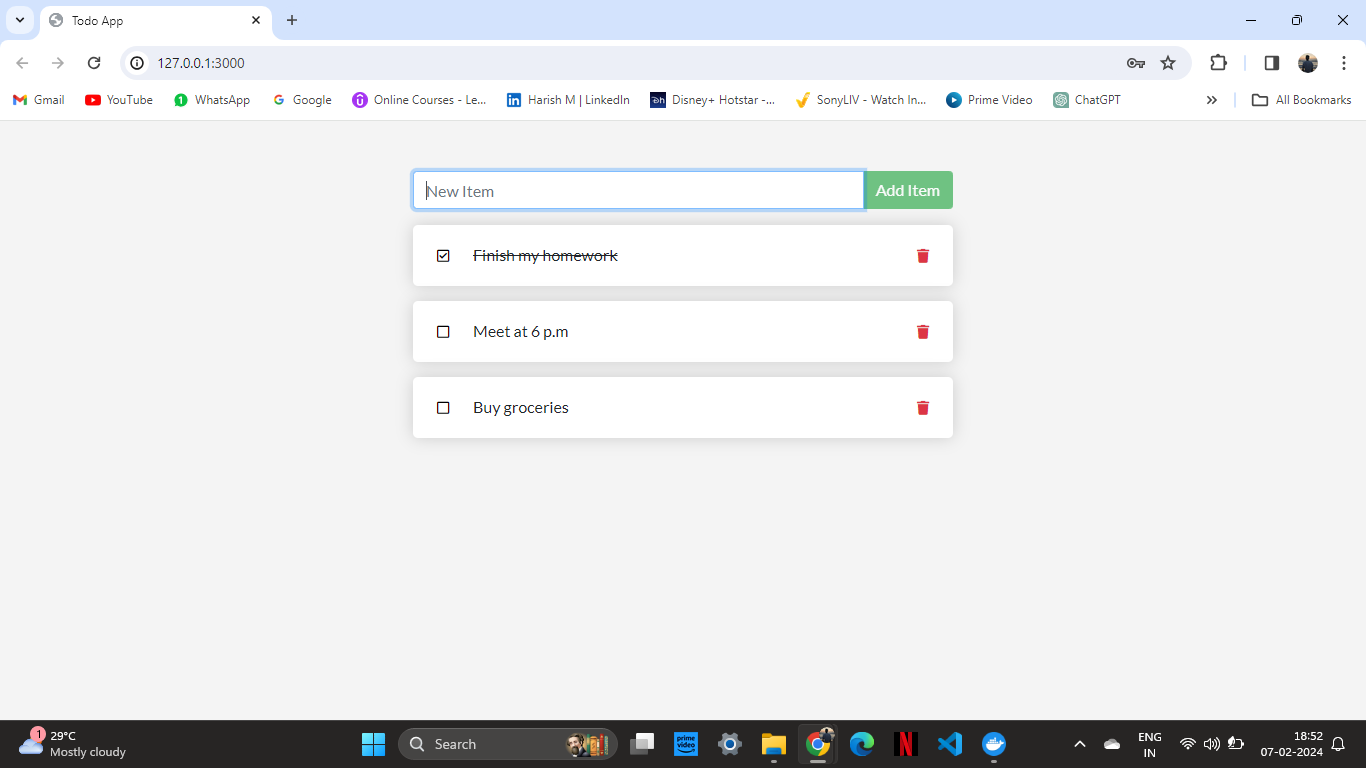 Todo App
127.0.0.1:3000
Gmail YouTube 1 WhatsApp Google Online Courses - Le... Harish M | LinkedIn Disney+ Hotstar -... SonyLIV - Watch In... Prime Video ChatGPT All Bookmarks
New Item Add Item
Finish my homework
Meet at 6 p.m
Buy groceries
1 29°C
Mostly cloudy
Search
prime video
ENG
IN
18:52
07-02-2024